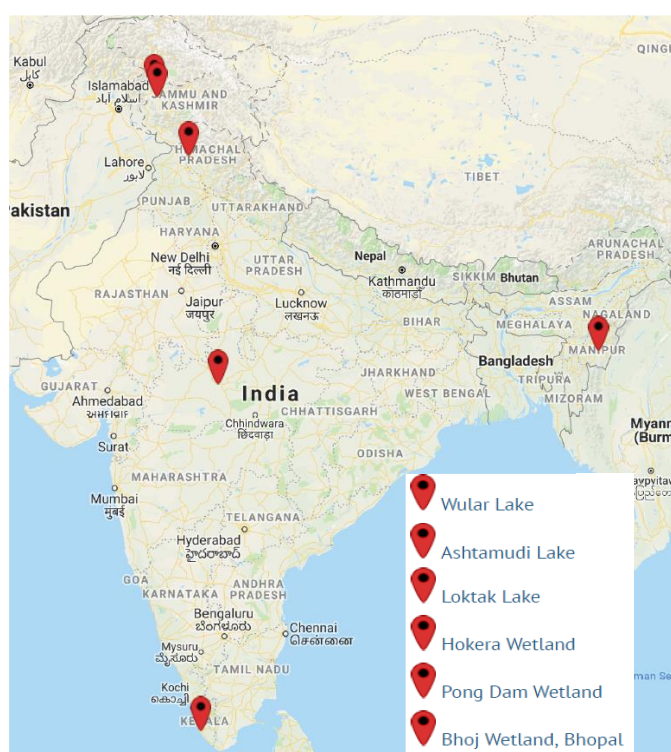 QING
Kabul
کابل
Islamabad
اسلام آباد
JAMMU AND
KASHMIR
HIMACHAL
PRADESH
Lahore
لاہور
TIBET
PUNJAB
UTTARAKHAND
Pakistan
HARYANA
New Delhi
नई दिल्ली
UTTAR
PRADESH
Nepal
Kathmandu
काठमाडौं
SIKKIM
Bhutan
ARUNACHAL
PRADESH
RAJASTHAN
Jaipur
जयपुर
Lucknow
लखनऊ
ASSAM
NAGALAND
BIHAR
MEGHALAYA
MANIPUR
Bangladesh
JHARKHAND
GUJARAT
Ahmedabad
અમદાવાદ
India
WEST BENGAL
TRIPURA
MIZORAM
CHHATTISGARH
Chhindwara
छिंदवाड़ा
Myanm
(Burm
Surat
ODISHA
MAHARASHTRA
Mumbai
मुंबई
TELANGANA
Hyderabad
హైదరాబాద్
Wular Lake
Ashtamudi Lake
GOA
KARNATAKA
ANDHRA
PRADESH
Loktak Lake
Bengaluru
ಬೆಂಗಳೂರು
Chennai
சென்னை
Hokera Wetland
Mysuru
ಮೈಸೂರು
TAMIL NADU
man Se
Kochi
കൊച്ചി
Pong Dam Wetland
KERALA
Bhoj Wetland, Bhopal